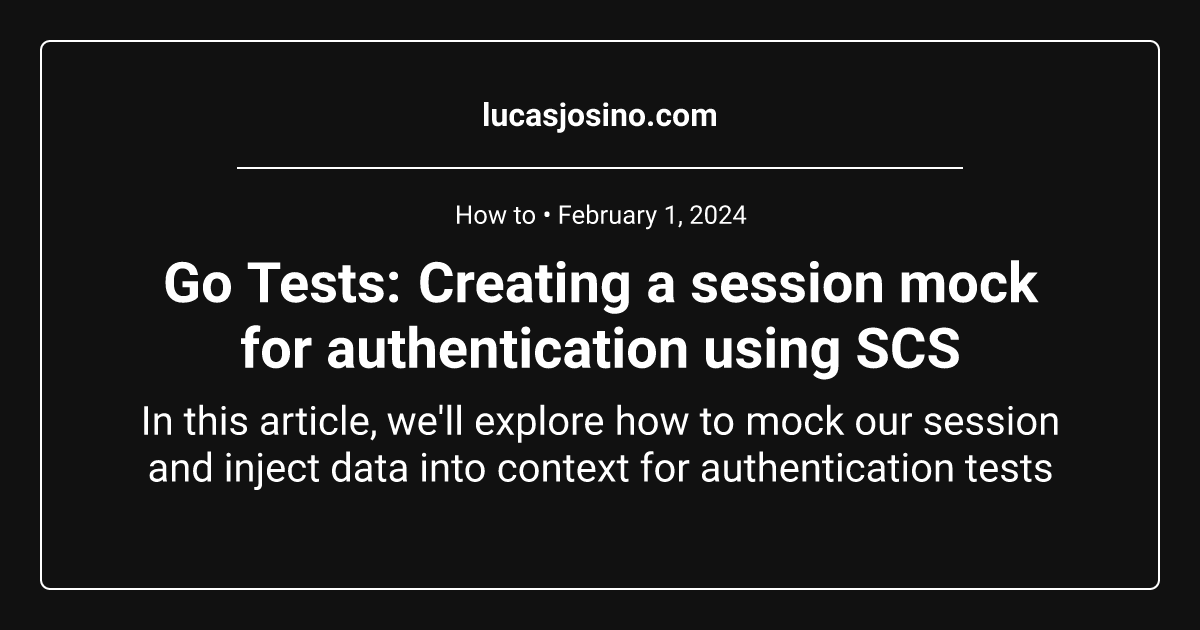 lucasjosino.com
How to • February 1, 2024
Go Tests: Creating a session mock
for authentication using SCS
In this article, we'll explore how to mock our session
and inject data into context for authentication tests